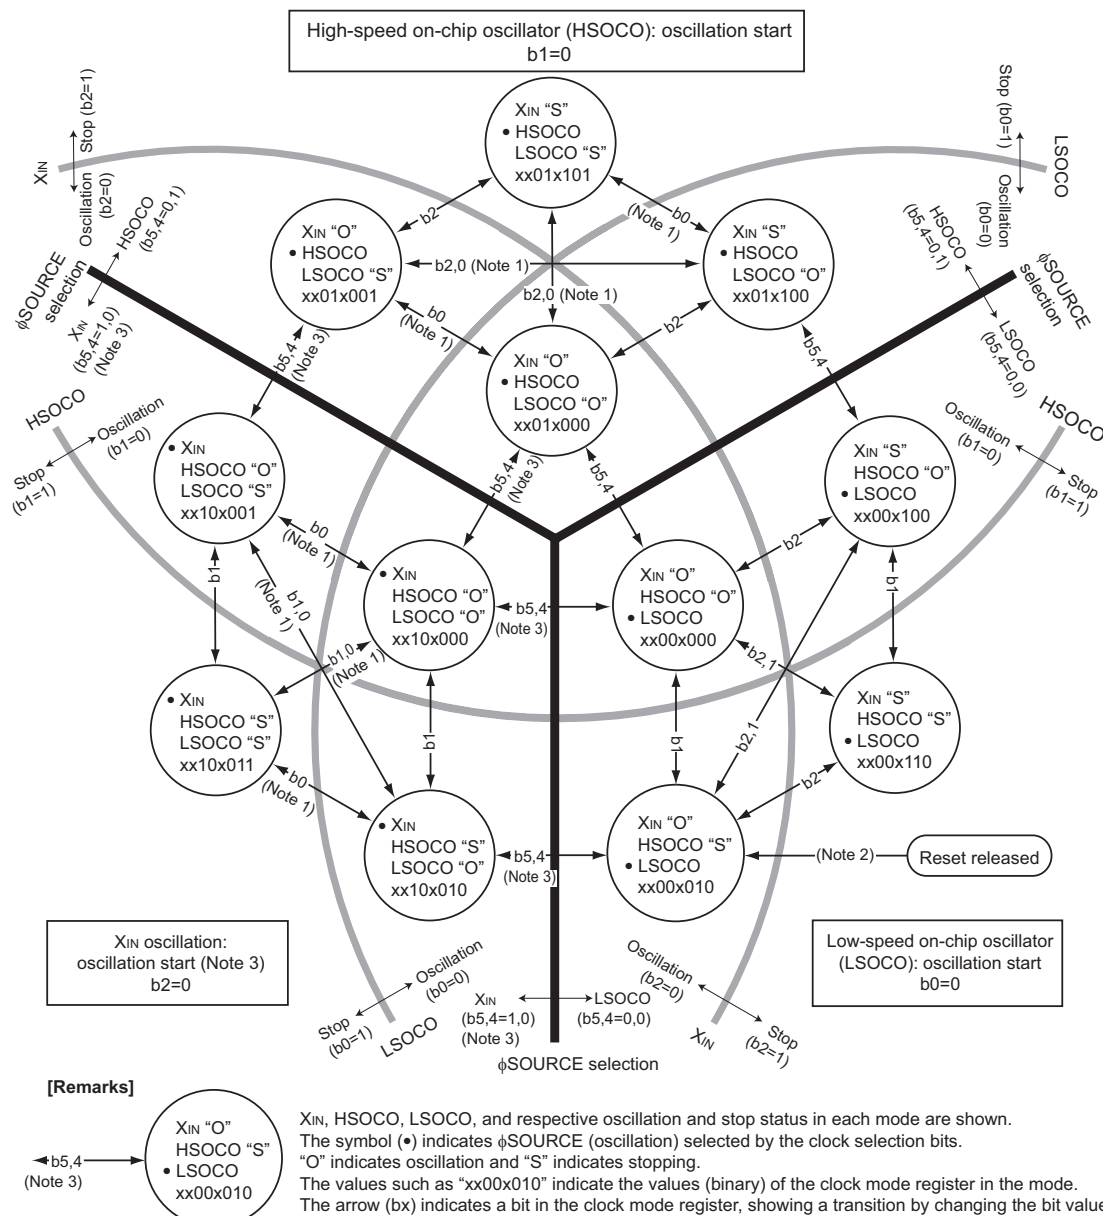 High-speed on-chip oscillator (HSOCO): oscillation start
b1=0
XIN
Stop (b2=1)
Oscillation
(b2=0)
Stop (b0=1)
LSOCO
Oscillation
(b0=0)
XIN “S”
• HSOCO
LSOCO “S”
xx01x101
b2
b0
(Note 1)
XIN “O”
• HSOCO
LSOCO “S”
xx01x001
b2,0 (Note 1)
b2,0 (Note 1)
XIN “S”
• HSOCO
LSOCO “O”
xx01x100
φSOURCE
selection
HSOCO
(b5,4=0,1)
XIN
(b5,4=1,0)
(Note 3)
HSOCO
(b5,4=0,1)
φSOURCE
selection
LSOCO
(b5,4=0,0)
b0
(Note 1)
b2
XIN “O”
• HSOCO
LSOCO “O”
xx01x000
b5,4
(Note 3)
b5,4
HSOCO
Oscillation
(b1=0)
Stop
(b1=1)
HSOCO
Oscillation
(b1=0)
Stop
(b1=1)
• XIN
HSOCO “O”
LSOCO “S”
xx10x001
b5,4
(Note 3)
b5,4
XIN “S”
HSOCO “O”
• LSOCO
xx00x100
b0
(Note 1)
b2
b1
b1,0
(Note 1)
• XIN
HSOCO “O”
LSOCO “O”
xx10x000
b5,4
(Note 3)
XIN “O”
HSOCO “O”
• LSOCO
xx00x000
b1
b1,0
(Note 1)
b2,1
• XIN
HSOCO “S”
LSOCO “S”
xx10x011
b1
b1
b2,1
XIN “S”
HSOCO “S”
• LSOCO
xx00x110
b0
(Note 1)
b2
• XIN
HSOCO “S”
LSOCO “O”
xx10x010
b5,4
(Note 3)
XIN “O”
HSOCO “S”
• LSOCO
xx00x010
(Note 2)
Reset released
XIN oscillation:
oscillation start (Note 3)
b2=0
Low-speed on-chip oscillator
(LSOCO): oscillation start
b0=0
Oscillation
(b0=0)
Stop
(b0=1)
LSOCO
XIN
(b5,4=1,0)
(Note 3)
LSOCO
(b5,4=0,0)
φSOURCE selection
Oscillation
(b2=0)
Stop
(b2=1)
XIN
[Remarks]
b5,4
(Note 3)
XIN “O”
HSOCO “S”
• LSOCO
xx00x010
XIN, HSOCO, LSOCO, and respective oscillation and stop status in each mode are shown.
The symbol (•) indicates φSOURCE (oscillation) selected by the clock selection bits.
“O” indicates oscillation and “S” indicates stopping.
The values such as “xx00x010” indicate the values (binary) of the clock mode register in the mode.
The arrow (bx) indicates a bit in the clock mode register, showing a transition by changing the bit value